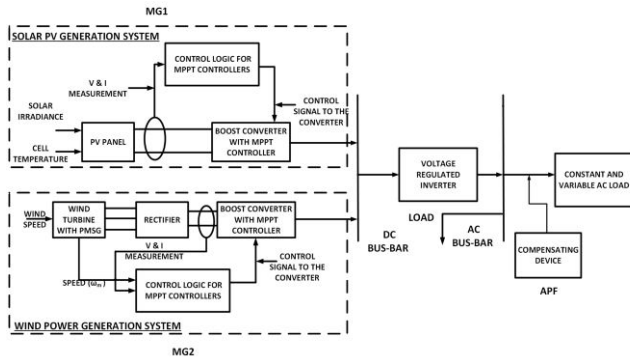 MG1
SOLAR PV GENERATION SYSTEM
CONTROL LOGIC FOR
MPPT CONTROLLERS
V & I
MEASUREMENT
SOLAR
IRRADIANCE
CONTROL
SIGNAL TO THE
CONVERTER
CELL
TEMPERATURE
PV PANEL
BOOST CONVERTER
WITH MPPT
CONTROLLER
VOLTAGE
REGULATED
INVERTER
CONSTANT AND
VARIABLE AC LOAD
WIND
SPEED
WIND
TURBINE
WITH PMSG
RECTIFIER
BOOST CONVERTER
WITH MPPT
CONTROLLER
DC
BUS-BAR
LOAD
AC
BUS-BAR
COMPENSATING
DEVICE
APF
V & I
MEASUREMENT
CONTROL
SIGNAL TO THE
CONVERTER
SPEED (ωm)
CONTROL LOGIC FOR
MPPT CONTROLLERS
WIND POWER GENERATION SYSTEM
MG2